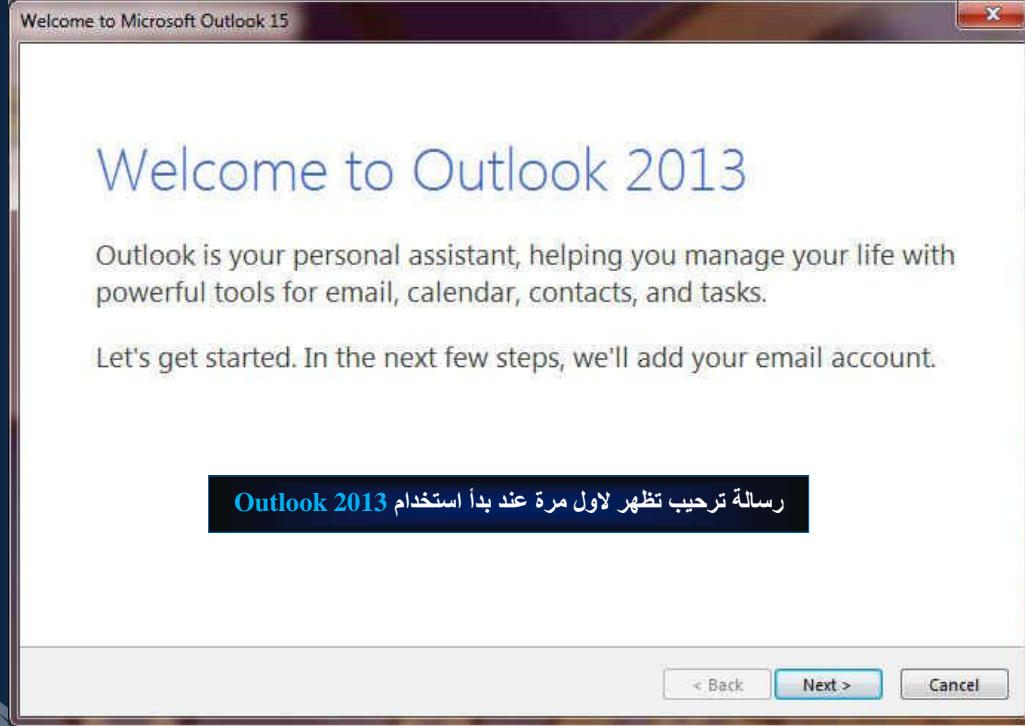 Welcome to Microsoft Outlook 15
Welcome to Outlook 2013
Outlook is your personal assistant, helping you manage your life with
powerful tools for email, calendar, contacts, and tasks.
Let's get started. In the next few steps, we'll add your email account.
رسالة ترحيب تظهر لاول مرة عند بدأ استخدام Outlook 2013
< Back Next > Cancel